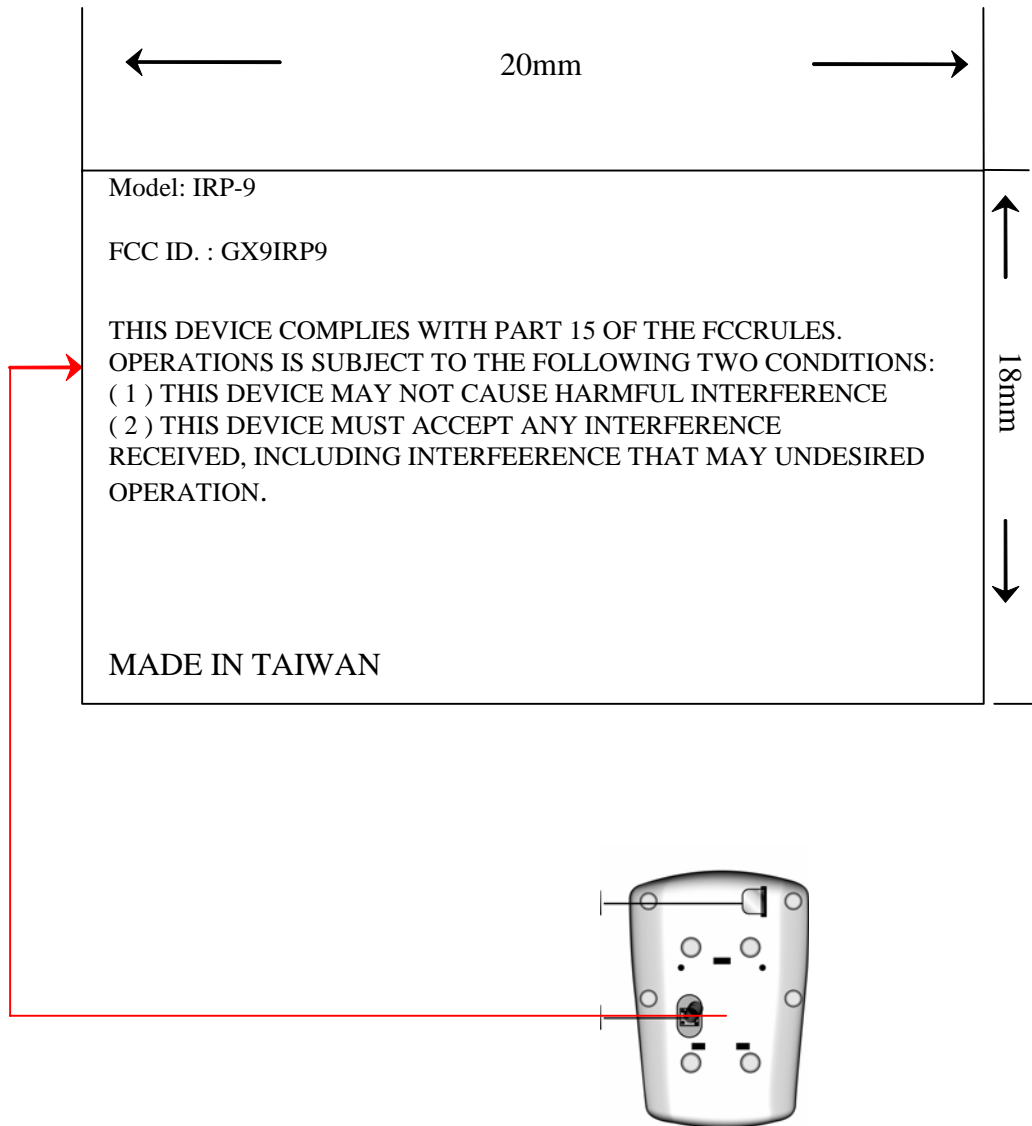 20mm
Model: IRP-9
FCC ID. : GX9IRP9
THIS DEVICE COMPLIES WITH PART 15 OF THE FCCRULES.
OPERATIONS IS SUBJECT TO THE FOLLOWING TWO CONDITIONS:
( 1 ) THIS DEVICE MAY NOT CAUSE HARMFUL INTERFERENCE
( 2 ) THIS DEVICE MUST ACCEPT ANY INTERFERENCE
RECEIVED, INCLUDING INTERFEERENCE THAT MAY UNDESIRED
OPERATION.
MADE IN TAIWAN
18mm